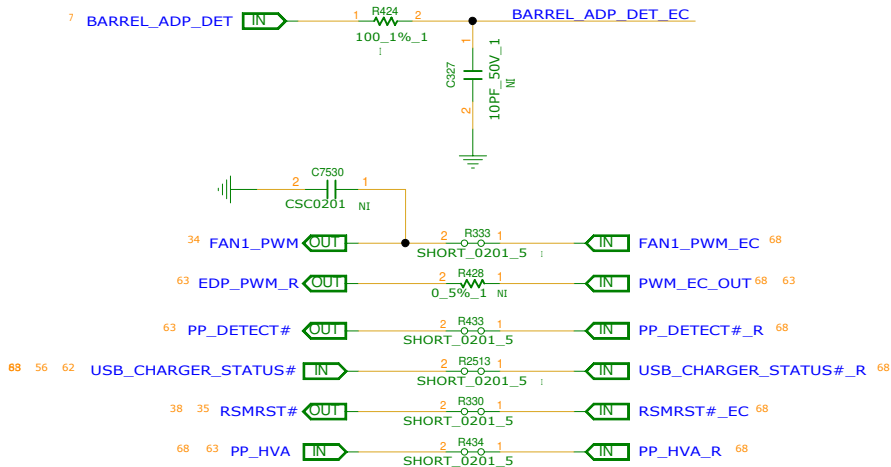 7 BARREL_ADP_DET IN 1 R424 2 BARREL_ADP_DET_EC
100_1%_1
I
1
C327
10PF_50V_1
NI
2
C7530
2 1
CSC0201 NI
34 FAN1_PWM OUT 2 R333 1 IN FAN1_PWM_EC 68
SHORT_0201_5 I
63 EDP_PWM_R OUT 2 R428 1 IN PWM_EC_OUT 68 63
0_5%_1 NI
63 PP_DETECT# OUT 2 R433 1 IN PP_DETECT#_R 68
SHORT_0201_5
56 62 USB_CHARGER_STATUS# IN 2 R2513 1 IN USB_CHARGER_STATUS#_R 68
SHORT_0201_5 I
38 35 RSMRST# OUT 2 R330 1 IN RSMRST#_EC 68
SHORT_0201_5
68 63 PP_HVA IN 2 R434 1 IN PP_HVA_R 68
SHORT_0201_5